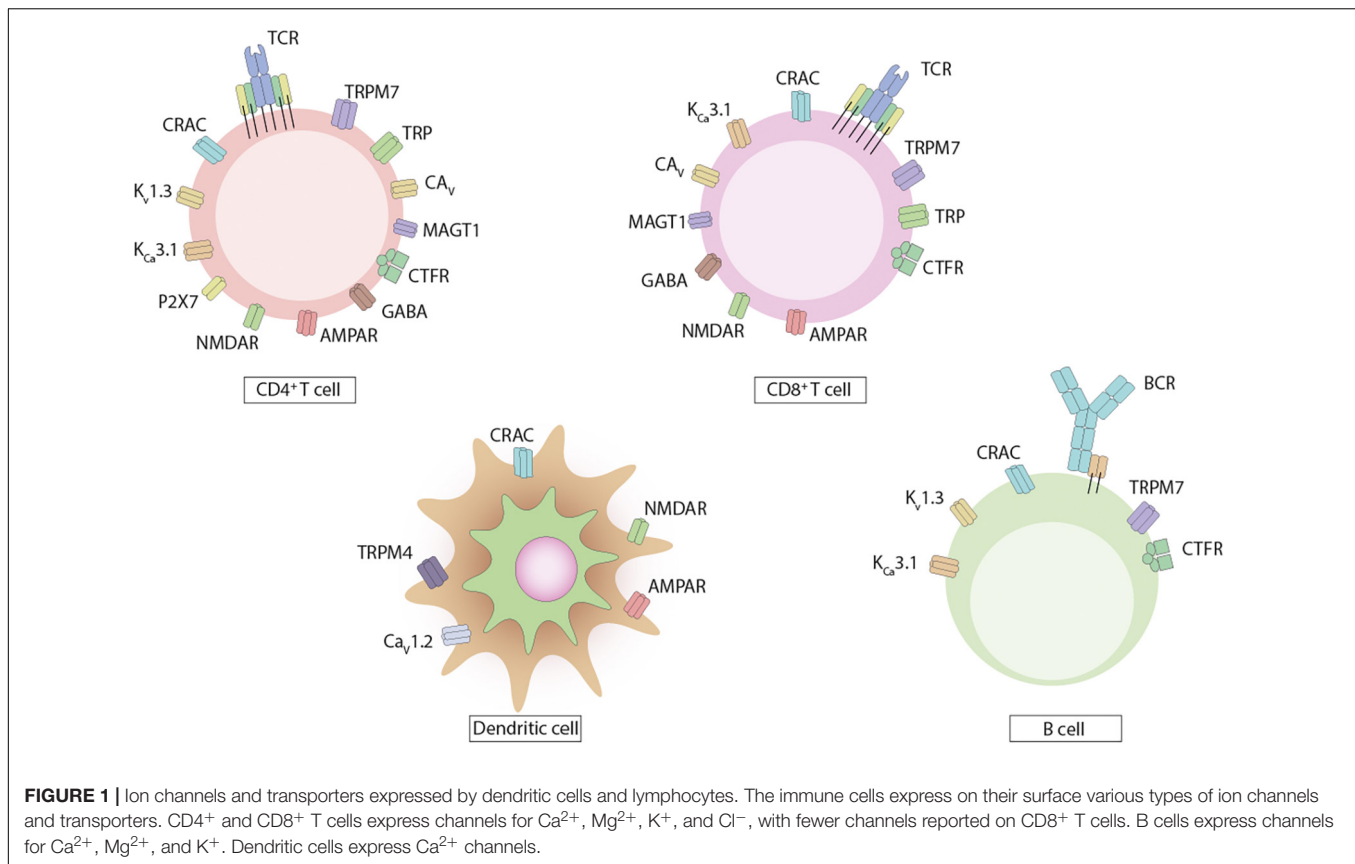 TCR
TRPM7
TRP
CRAC
CA_V
K_V1.3
MAGT1
K_Ca3.1
CTFR
P2X7
GABA
NMDAR
AMPAR
CD4⁺ T cell
TCR
CRAC
K_Ca3.1
TRPM7
CA_V
TRP
MAGT1
CTFR
GABA
NMDAR
AMPAR
CD8⁺ T cell
CRAC
NMDAR
TRPM4
AMPAR
Ca_V1.2
Dendritic cell
BCR
CRAC
TRPM7
K_V1.3
CTFR
K_Ca3.1
B cell
FIGURE 1 | Ion channels and transporters expressed by dendritic cells and lymphocytes. The immune cells express on their surface various types of ion channels
and transporters. CD4⁺ and CD8⁺ T cells express channels for Ca²⁺, Mg²⁺, K⁺, and Cl⁻, with fewer channels reported on CD8⁺ T cells. B cells express channels
for Ca²⁺, Mg²⁺, and K⁺. Dendritic cells express Ca²⁺ channels.